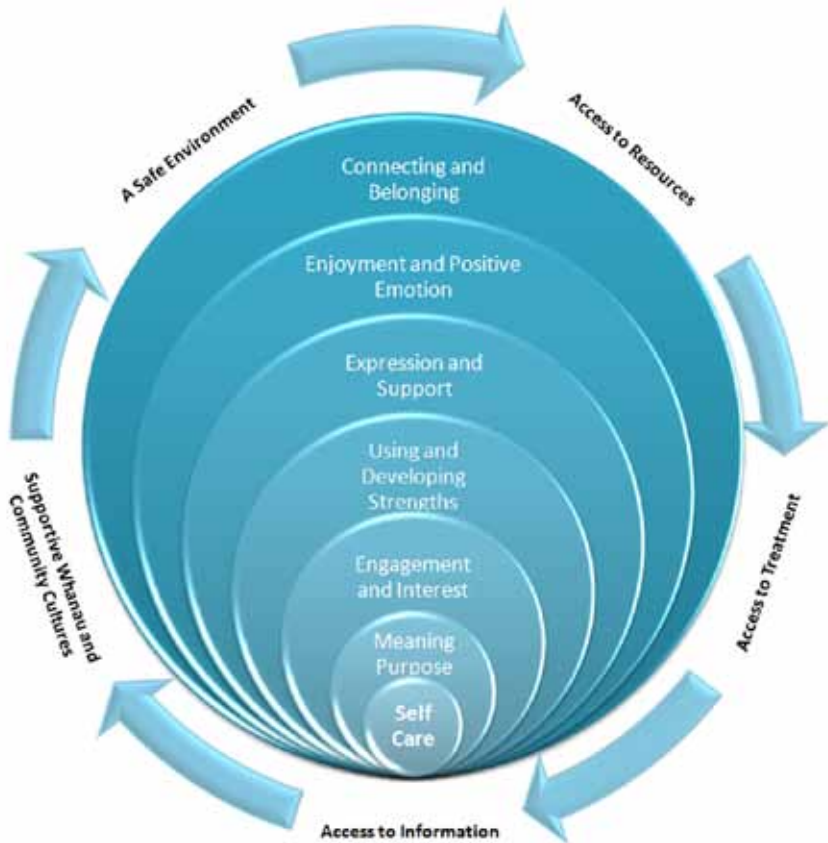 A Safe Environment
Access to Resources
Connecting and
Belonging
Enjoyment and Positive
Emotion
Expression and
Support
Using and
Developing
Strengths
Engagement
and Interest
Meaning
Purpose
Self
Care
Supportive Whanau and
Community Cultures
Access to Treatment
Access to Information